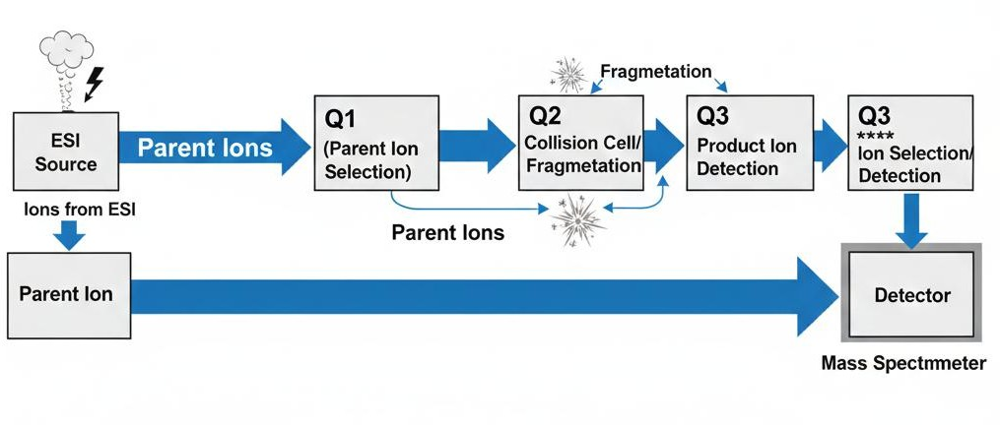 Fragmetation
ESI
Source
Parent Ions
Q1
(Parent Ion
Selection)
Q2
Collision Cell/
Fragmetation
Q3
Product Ion
Detection
Q3
****
Ion Selection/
Detection
Ions from ESI
Parent Ions
Parent Ion
Detector
Mass Spectmmeter